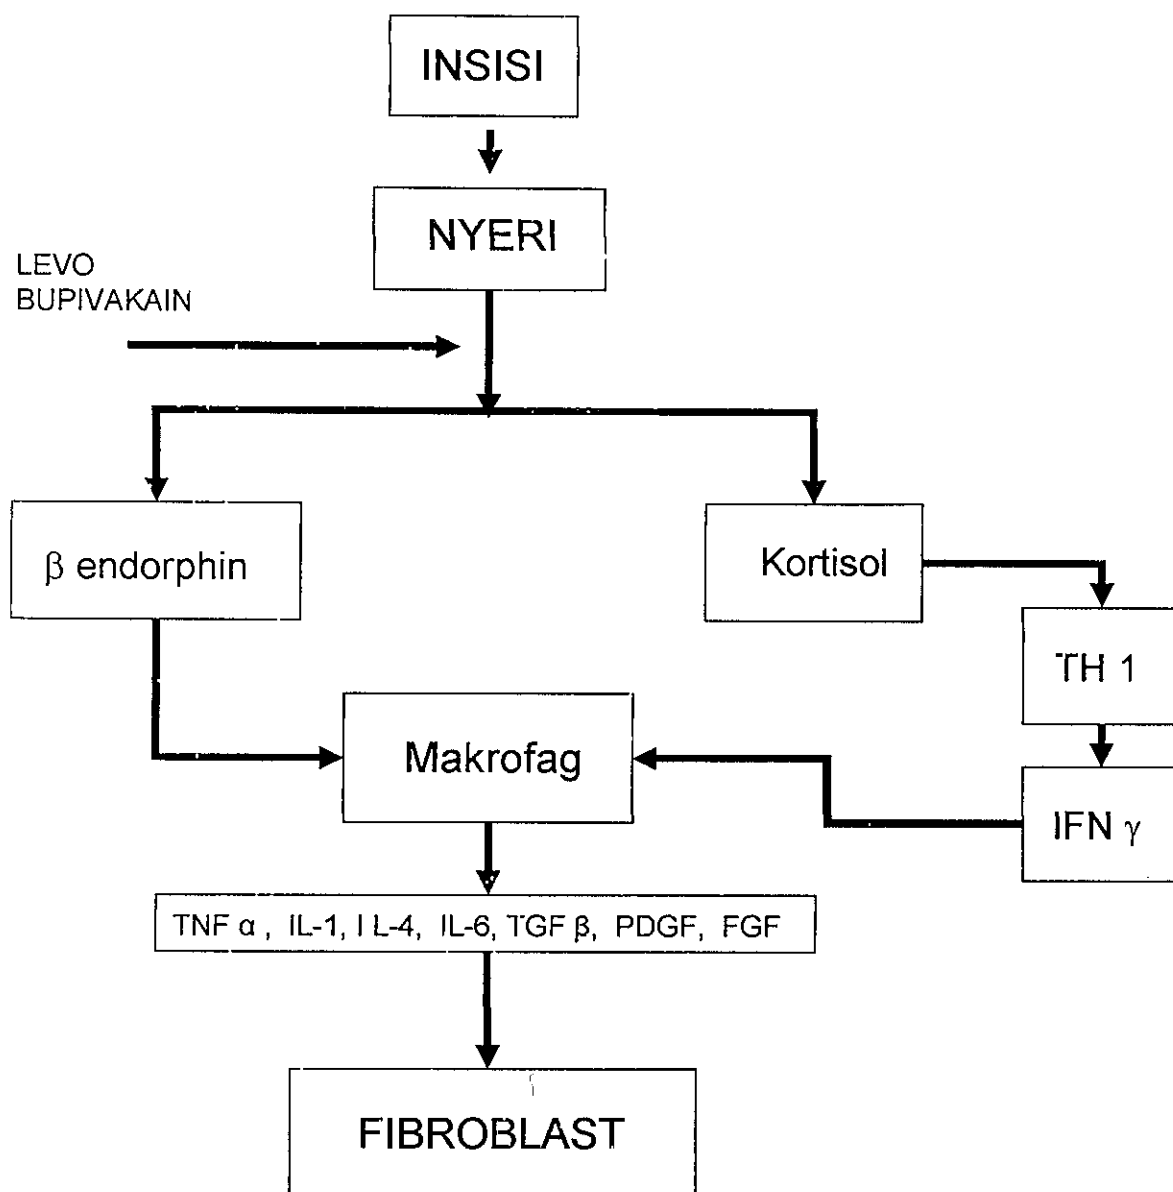 INSISI
NYERI
LEVO
BUPIVAKAIN
β endorphin
Kortisol
TH 1
Makrofag
IFN γ
TNF α , IL-1, I L-4, IL-6, TGF β, PDGF, FGF
FIBROBLAST